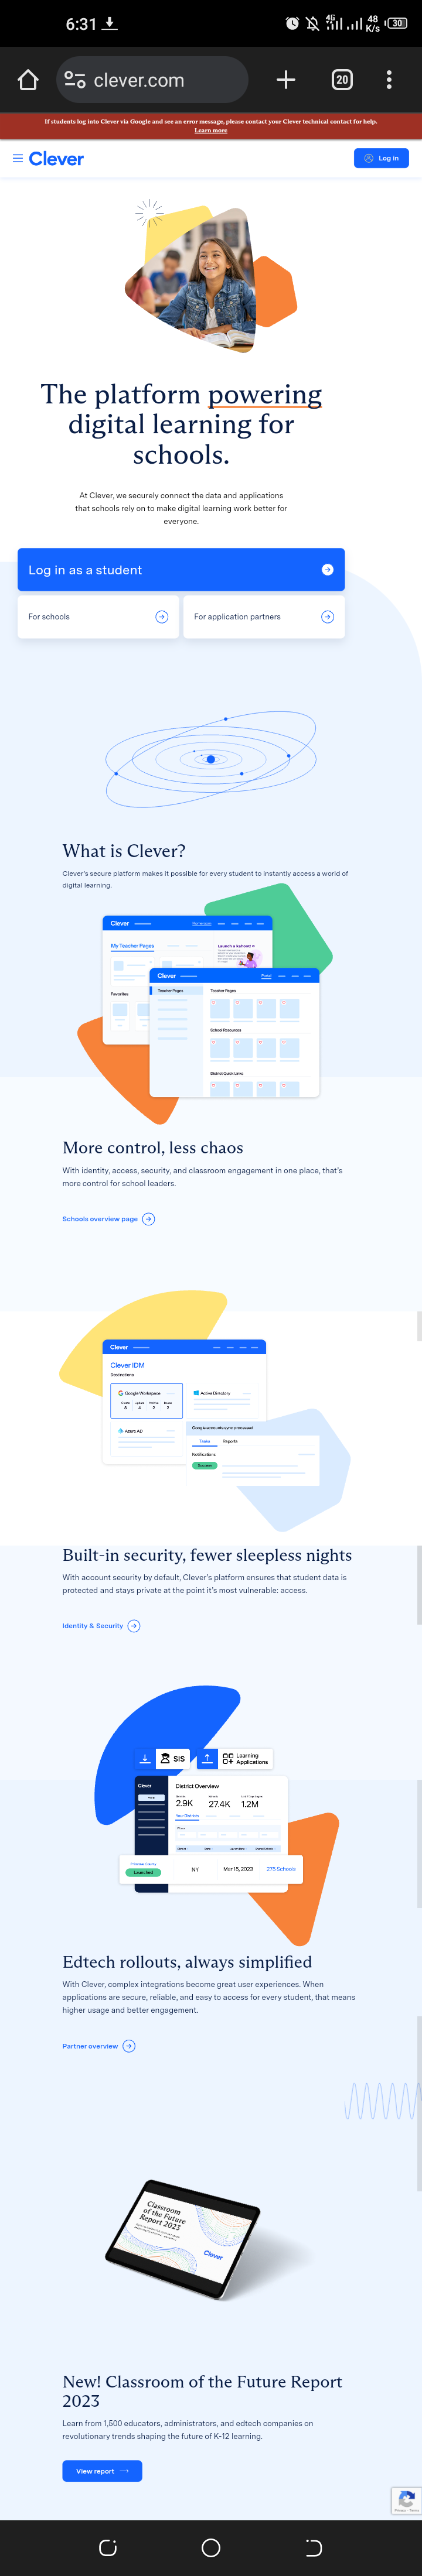 6:31
4G
48
K/s
30
clever.com
20
If students log into Clever via Google and see an error message, please contact your Clever technical contact for help.
Learn more
Clever
Log in
The platform powering
digital learning for
schools.
At Clever, we securely connect the data and applications
that schools rely on to make digital learning work better for
everyone.
Log in as a student
For schools
For application partners
What is Clever?
Clever's secure platform makes it possible for every student to instantly access a world of
digital learning.
Clever
My Teacher Pages
Launch a kahoot!
Favorites
Clever
Portal
Teacher Pages
Teacher Pages
School Resources
District Quick Links
More control, less chaos
With identity, access, security, and classroom engagement in one place, that's
more control for school leaders.
Schools overview page
Clever
Clever IDM
Destinations
Google Workspace
Active Directory
Azure AD
Google accounts sync processed
Tasks
Reports
Notifications
Built-in security, fewer sleepless nights
With account security by default, Clever's platform ensures that student data is
protected and stays private at the point it's most vulnerable: access.
Identity & Security
SIS
Learning
Applications
Clever
District Overview
2.9K
27.4K
1.2M
Launched
NY
Mar 15, 2023
275 Schools
Edtech rollouts, always simplified
With Clever, complex integrations become great user experiences. When
applications are secure, reliable, and easy to access for every student, that means
higher usage and better engagement.
Partner overview
Classroom
of the Future
Report 2023
Clever
New! Classroom of the Future Report
2023
Learn from 1,500 educators, administrators, and edtech companies on
revolutionary trends shaping the future of K-12 learning.
View report
Privacy - Terms